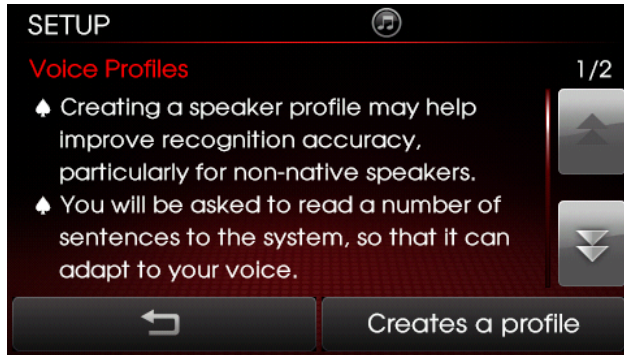 SETUP
Voice Profiles 1/2
♠ Creating a speaker profile may help
improve recognition accuracy,
particularly for non-native speakers.
♠ You will be asked to read a number of
sentences to the system, so that it can
adapt to your voice.
Creates a profile